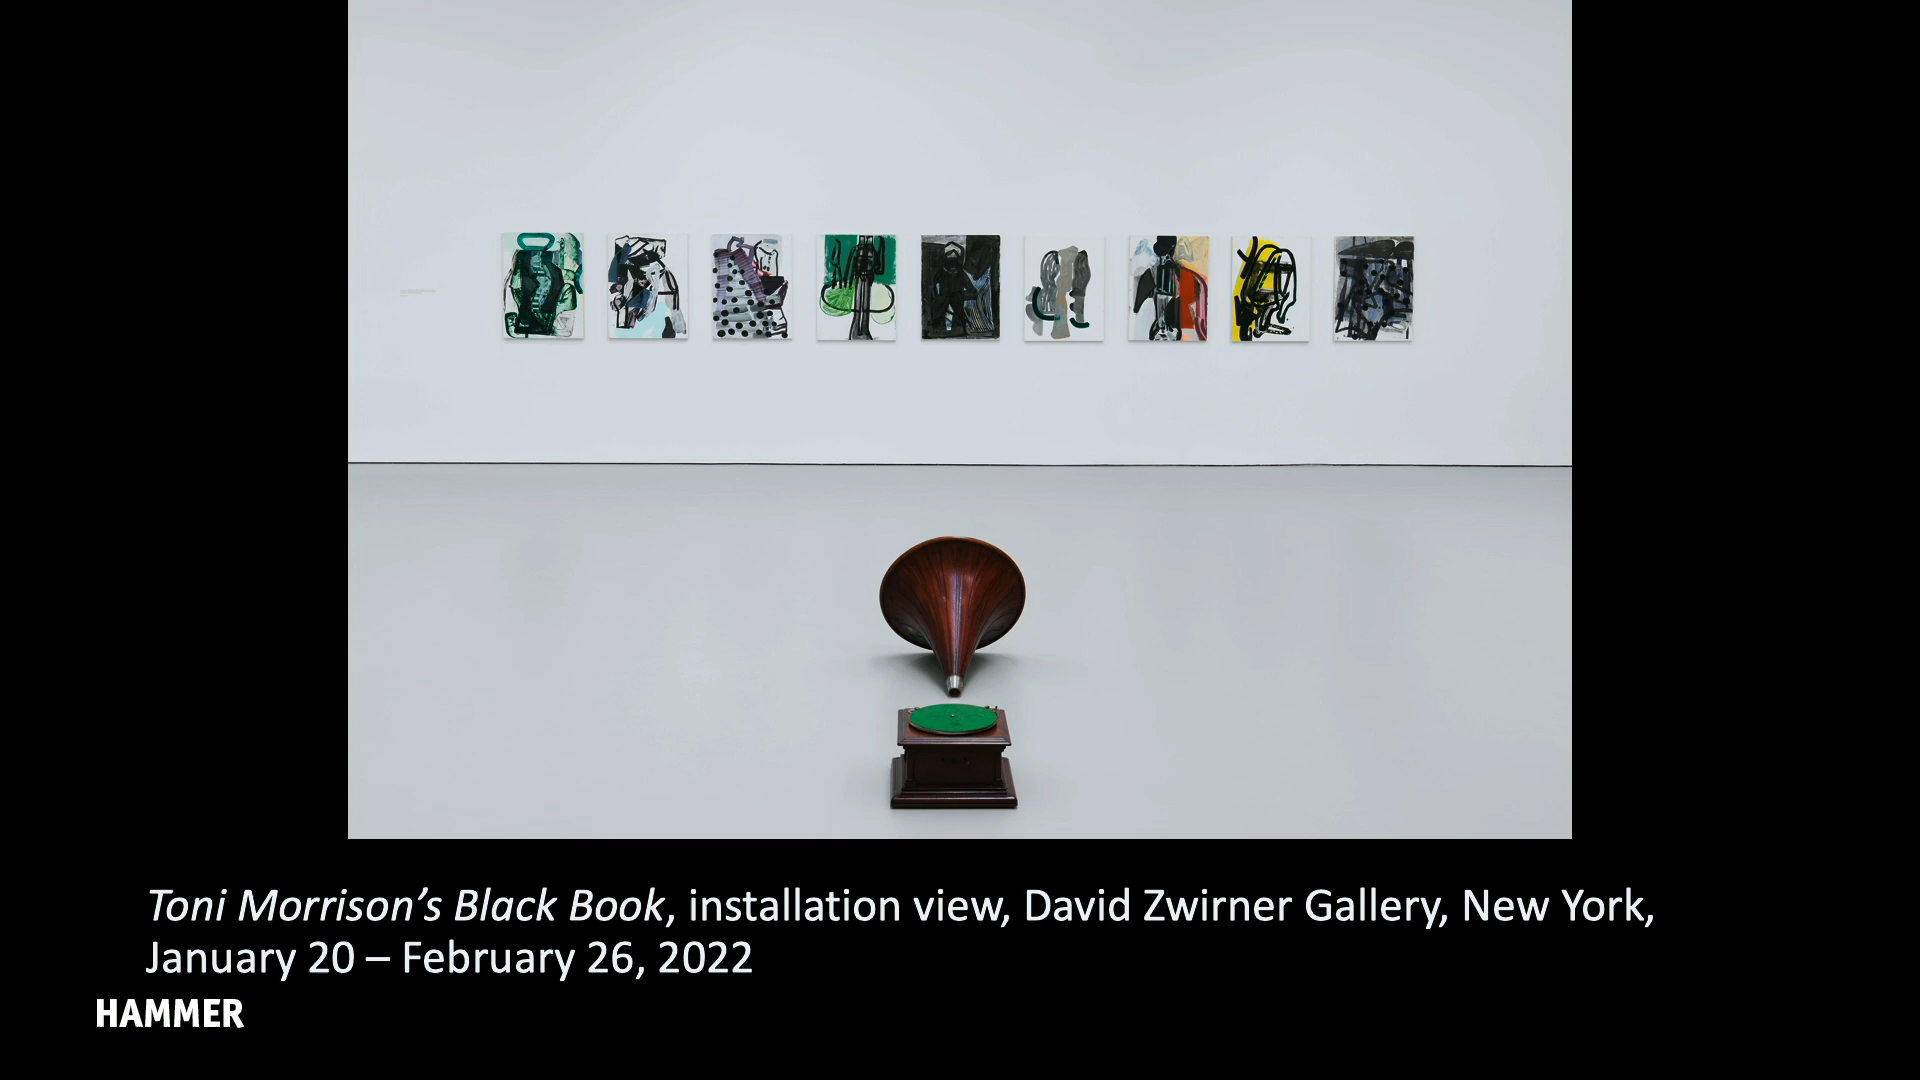 Toni Morrison’s Black Book, installation view, David Zwirner Gallery, New York,
January 20 – February 26, 2022
HAMMER